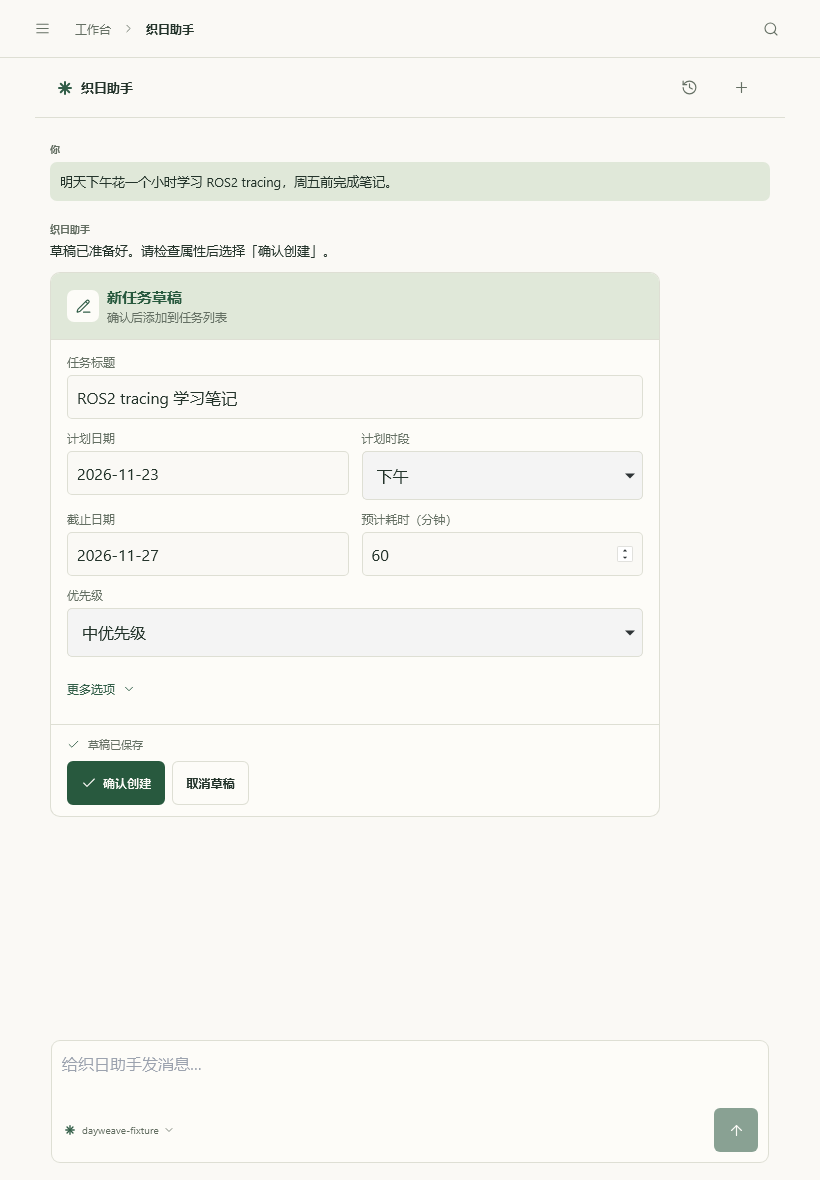 工作台 > 织日助手
织日助手
你
明天下午花一个小时学习 ROS2 tracing，周五前完成笔记。
织日助手
草稿已准备好。请检查属性后选择「确认创建」。
新任务草稿
确认后添加到任务列表
任务标题
ROS2 tracing 学习笔记
计划日期 计划时段
2026-11-23 下午
截止日期 预计耗时（分钟）
2026-11-27 60
优先级
中优先级
更多选项
草稿已保存
确认创建 取消草稿
给织日助手发消息...
dayweave-fixture